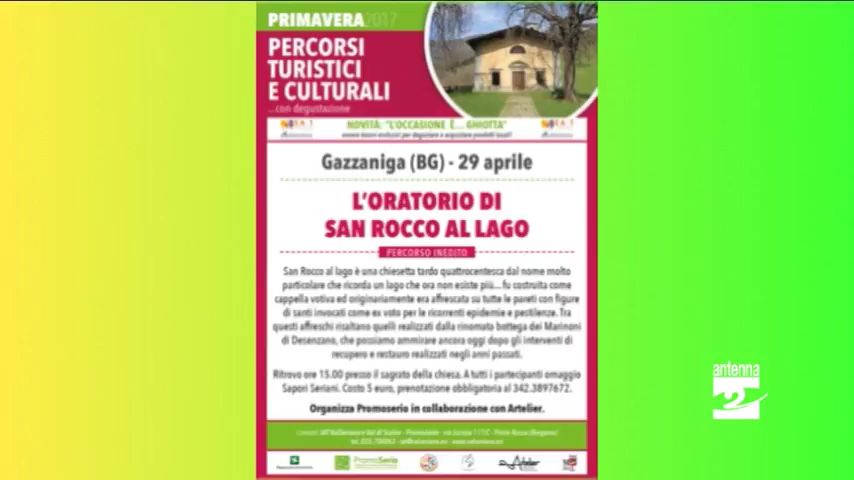 PRIMAVERA2017
PERCORSI
TURISTICI
E CULTURALI
...con degustazione
NOVITÀ: "L'OCCASIONE È... GHIOTTA"
Gazzaniga (BG) - 29 aprile
L'ORATORIO DI
SAN ROCCO AL LAGO
PERCORSO INEDITO
San Rocco al lago è una chiesetta tardo quattrocentesca dal nome molto
particolare che ricorda un lago che ora non esiste più... fu costruita come
cappella votiva ed originariamente era affrescata su tutte le pareti con figure
di santi invocati come ex voto per le ricorrenti epidemie e pestilenze. Tra
questi affreschi risaltano quelli realizzati dalla rinomata bottega dei Marinoni
di Desenzano, che possiamo ammirare ancora oggi dopo gli interventi di
recupero e restauro realizzati negli anni passati.
Ritrovo ore 15.00 presso il sagrato della chiesa. A tutti i partecipanti omaggio
Sapori Seriani. Costo 5 euro, prenotazione obbligatoria al 342.3897672.
Organizza Promoserio in collaborazione con Artelier.
PromoSerio
Artelier
antenna
2